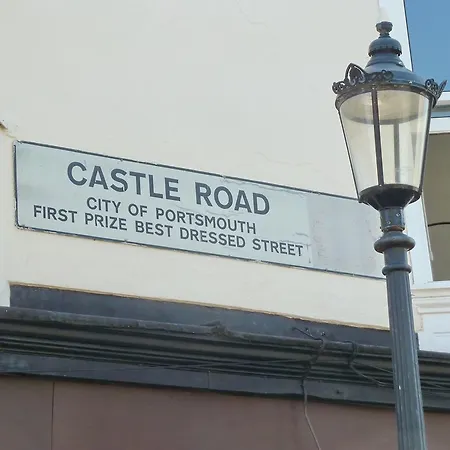 CASTLE ROAD
CITY OF PORTSMOUTH
FIRST PRIZE BEST DRESSED STREET